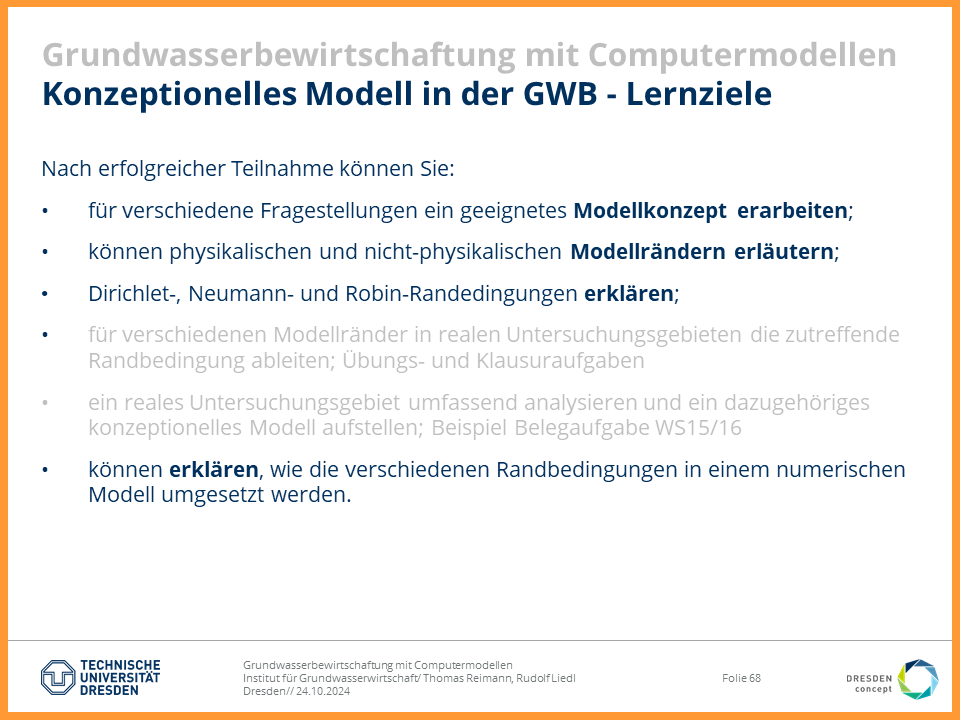 Grundwasserbewirtschaftung mit Computermodellen
Konzeptionelles Modell in der GWB - Lernziele
Nach erfolgreicher Teilnahme können Sie:
• für verschiedene Fragestellungen ein geeignetes Modellkonzept erarbeiten;
• können physikalischen und nicht-physikalischen Modellrändern erläutern;
• Dirichlet-, Neumann- und Robin-Randedingungen erklären;
• für verschiedenen Modellränder in realen Untersuchungsgebieten die zutreffende
Randbedingung ableiten; Übungs- und Klausuraufgaben
• ein reales Untersuchungsgebiet umfassend analysieren und ein dazugehöriges
konzeptionelles Modell aufstellen; Beispiel Belegaufgabe WS15/16
• können erklären, wie die verschiedenen Randbedingungen in einem numerischen
Modell umgesetzt werden.
TECHNISCHE
UNIVERSITÄT
DRESDEN
Grundwasserbewirtschaftung mit Computermodellen
Institut für Grundwasserwirtschaft/ Thomas Reimann, Rudolf Liedl
Dresden// 24.10.2024
Folie 68
DRESDEN
concept